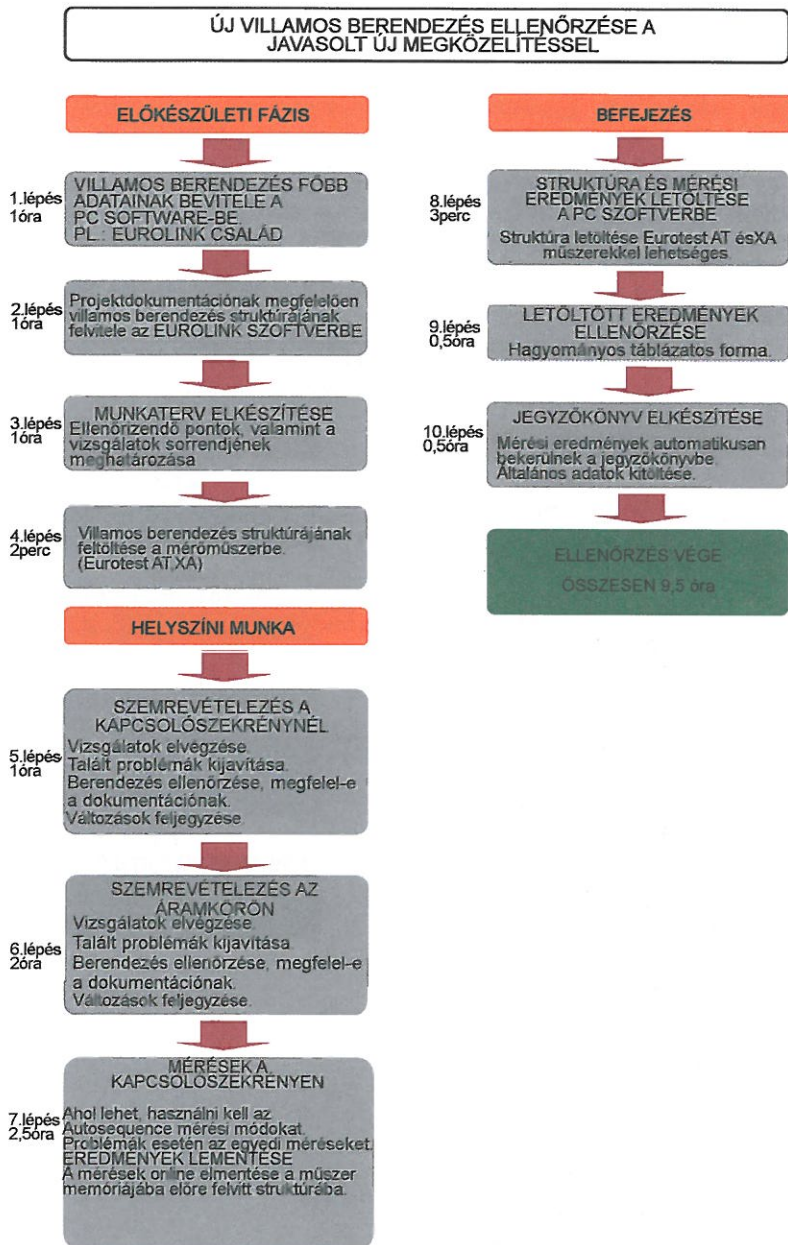 ÚJ VILLAMOS BERENDEZÉS ELLENŐRZÉSE A
JAVASOLT ÚJ MEGKÖZELÍTÉSSEL
ELŐKÉSZÜLETI FÁZIS
1.lépés
1óra
VILLAMOS BERENDEZÉS FŐBB
ADATAINAK BEVITELE A
PC SOFTWARE-BE.
PL.: EUROLINK CSALÁD
2.lépés
1óra
Projektdokumentációnak megfelelően
villamos berendezés struktúrájának
felvitele az EUROLINK SZOFTVERBE
3.lépés
1óra
MUNKATERV ELKÉSZÍTÉSE
Ellenőrizendő pontok, valamint a
vizsgálatok sorrendjének
meghatározása
4.lépés
2perc
Villamos berendezés struktúrájának
feltöltése a mérőműszerbe.
(Eurotest AT,XA)
HELYSZÍNI MUNKA
5.lépés
1óra
SZEMREVÉTELEZÉS A
KAPCSOLÓSZEKRÉNYNÉL
Vizsgálatok elvégzése.
Talált problémák kijavítása.
Berendezés ellenőrzése, megfelel-e
a dokumentációnak.
Változások feljegyzése.
6.lépés
2óra
SZEMREVÉTELEZÉS AZ
ÁRAMKÖRÖN
Vizsgálatok elvégzése.
Talált problémák kijavítása.
Berendezés ellenőrzése, megfelel-e
a dokumentációnak.
Változások feljegyzése.
7.lépés
2,5óra
MÉRÉSEK A
KAPCSOLÓSZEKRÉNYEN
Ahol lehet, használni kell az
Autosequence mérési módokat.
Problémák esetén az egyedi méréseket.
EREDMÉNYEK LEMENTÉSE
A mérések online elmentése a műszer
memóriájába előre felvitt struktúrába.
BEFEJEZÉS
8.lépés
3perc
STRUKTÚRA ÉS MÉRÉSI
EREDMÉNYEK LETÖLTÉSE
A PC SZOFTVERBE
Struktúra letöltése Eurotest AT ésXA
műszerekkel lehetséges.
9.lépés
0,5óra
LETÖLTÖTT EREDMÉNYEK
ELLENŐRZÉSE
Hagyományos táblázatos forma.
10.lépés
0,5óra
JEGYZŐKÖNYV ELKÉSZÍTÉSE
Mérési eredmények automatikusan
bekerülnek a jegyzőkönyvbe.
Általános adatok kitöltése.
ELLENŐRZÉS VÉGE
ÖSSZESEN 9,5 óra